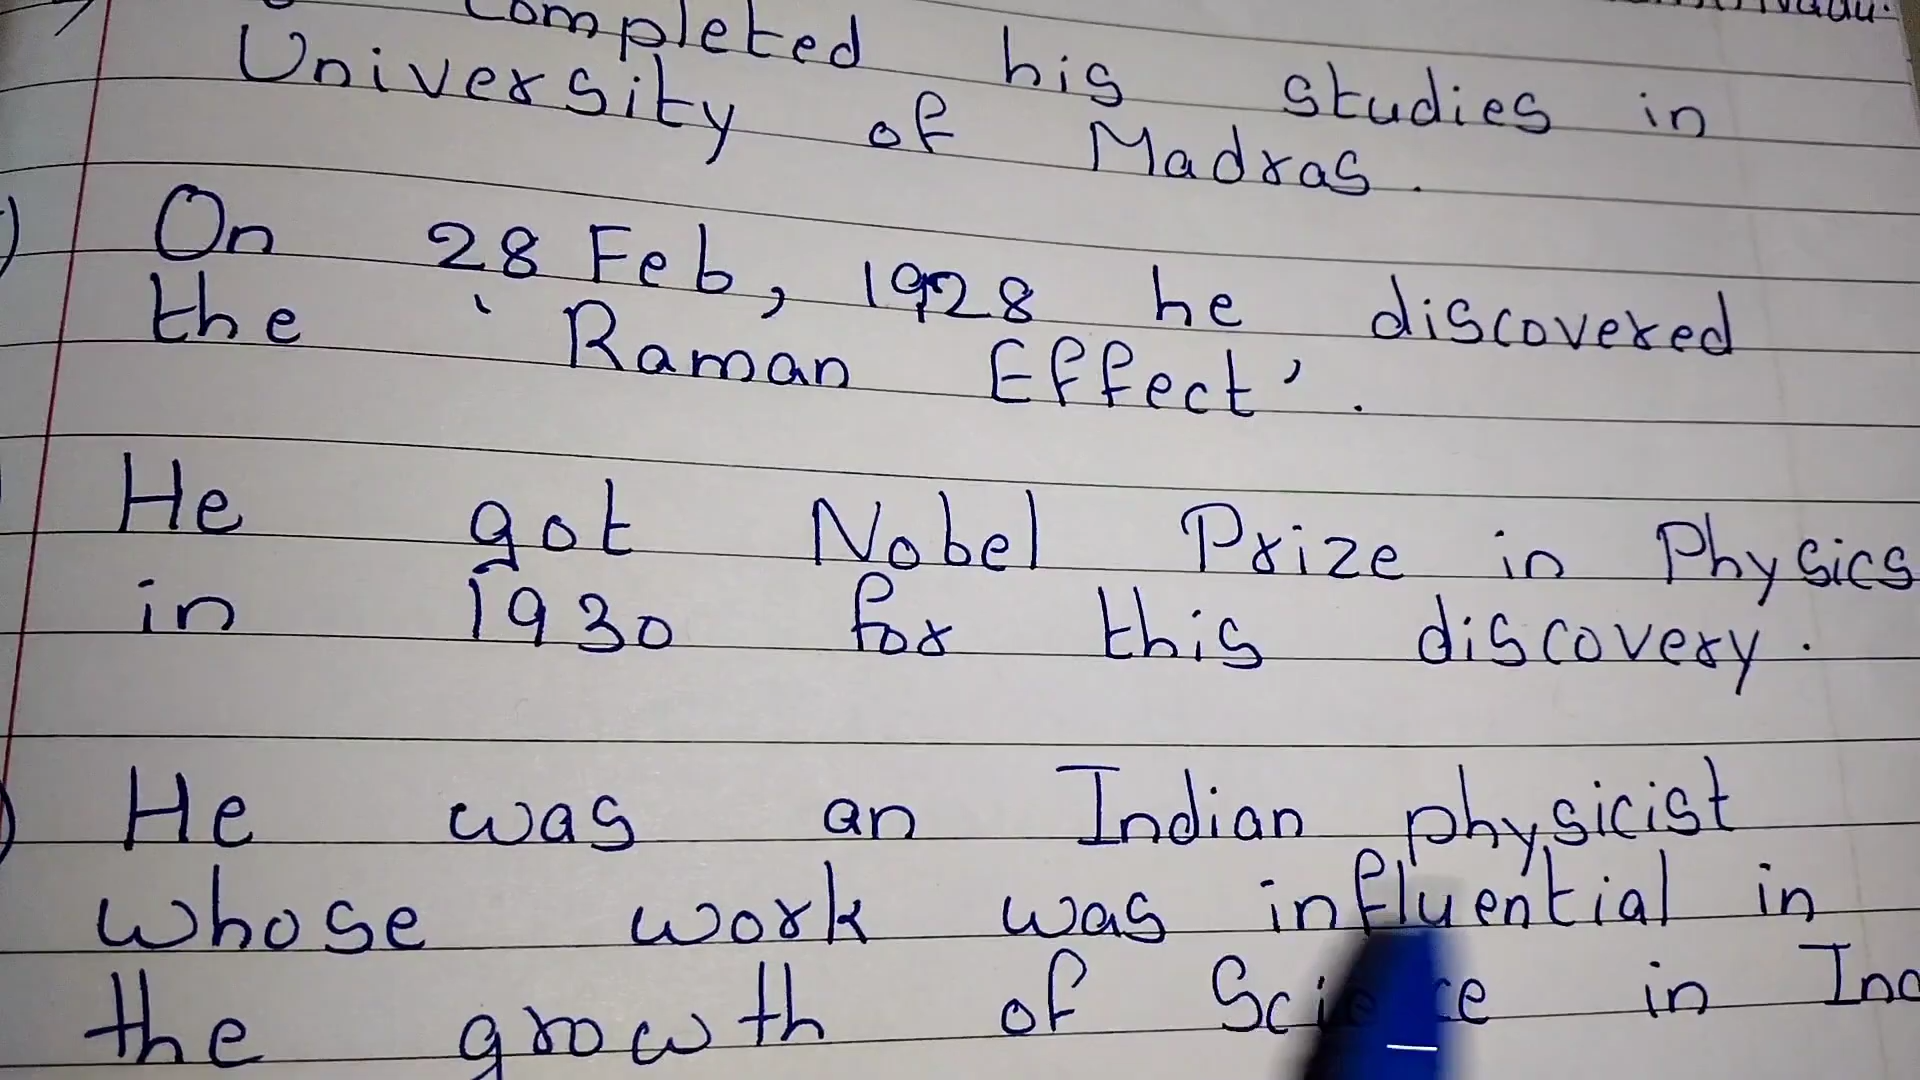 completed his studies in
University of Madras.
On 28 Feb, 1928 he discovered
the ' Raman Effect'.
He got Nobel Prize in Physics
in 1930 for this discovery.
He was an Indian physicist
whose work was influential in
the growth of in